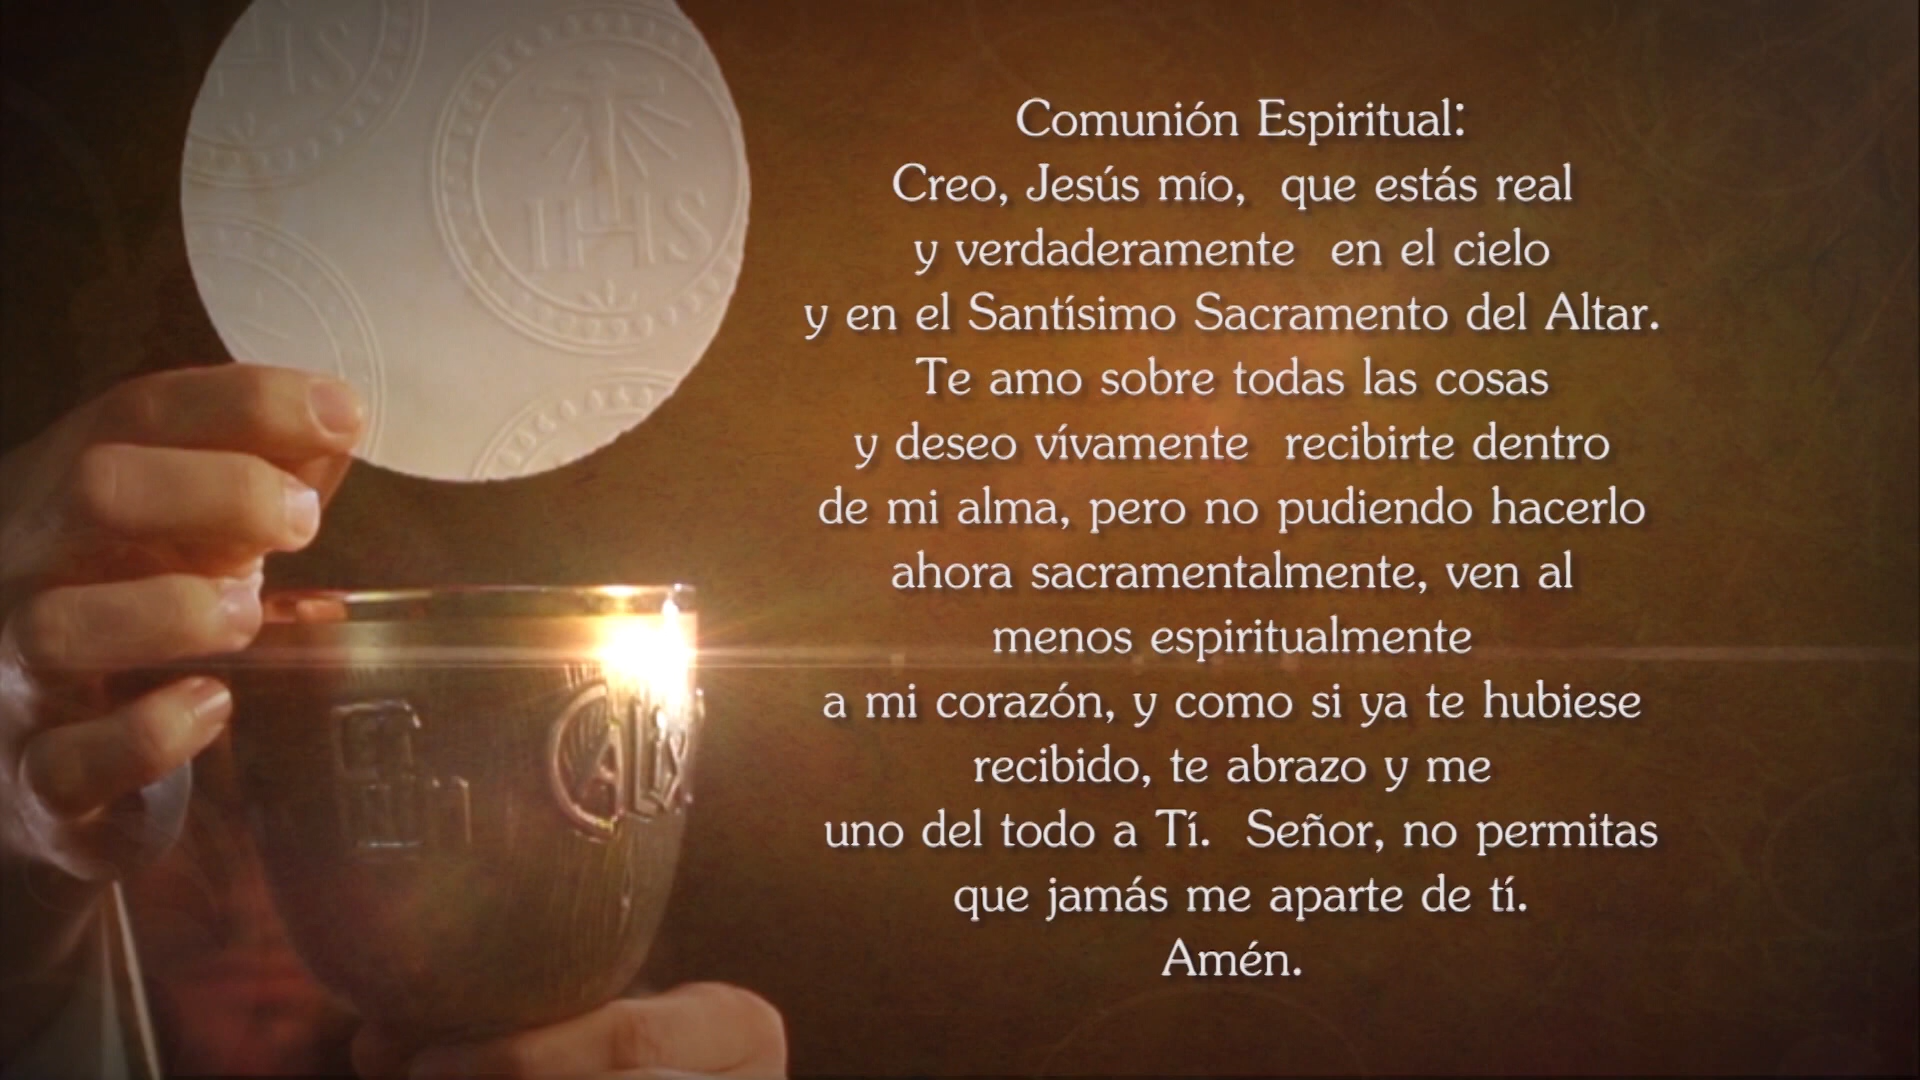 IHS
Comunión Espiritual:
Creo, Jesús mío, que estás real
y verdaderamente en el cielo
y en el Santísimo Sacramento del Altar.
Te amo sobre todas las cosas
y deseo vívamente recibirte dentro
de mi alma, pero no pudiendo hacerlo
ahora sacramentalmente, ven al
menos espiritualmente
a mi corazón, y como si ya te hubiese
recibido, te abrazo y me
uno del todo a Tí. Señor, no permitas
que jamás me aparte de tí.
Amén.